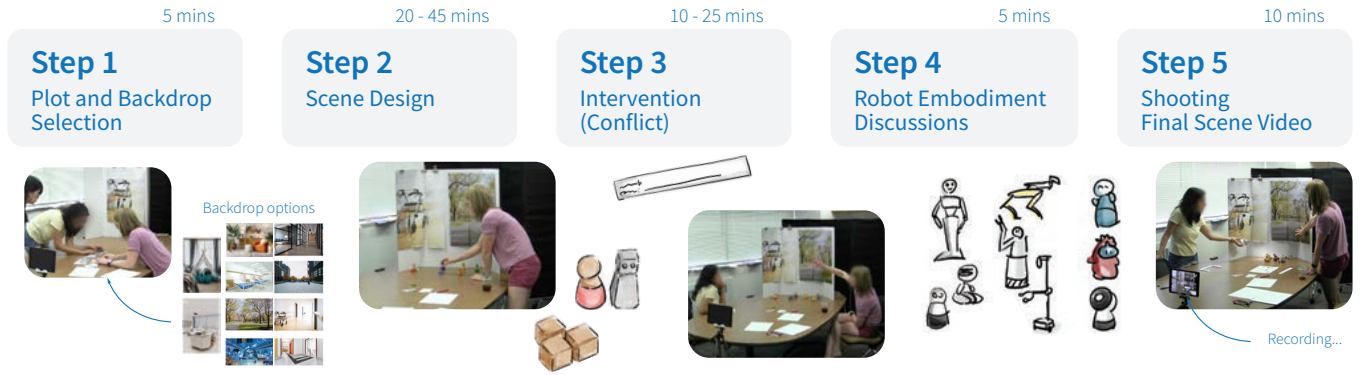 5 mins
Step 1
Plot and Backdrop
Selection
20 - 45 mins
Step 2
Scene Design
10 - 25 mins
Step 3
Intervention
(Conflict)
5 mins
Step 4
Robot Embodiment
Discussions
10 mins
Step 5
Shooting
Final Scene Video
Backdrop options
Recording...